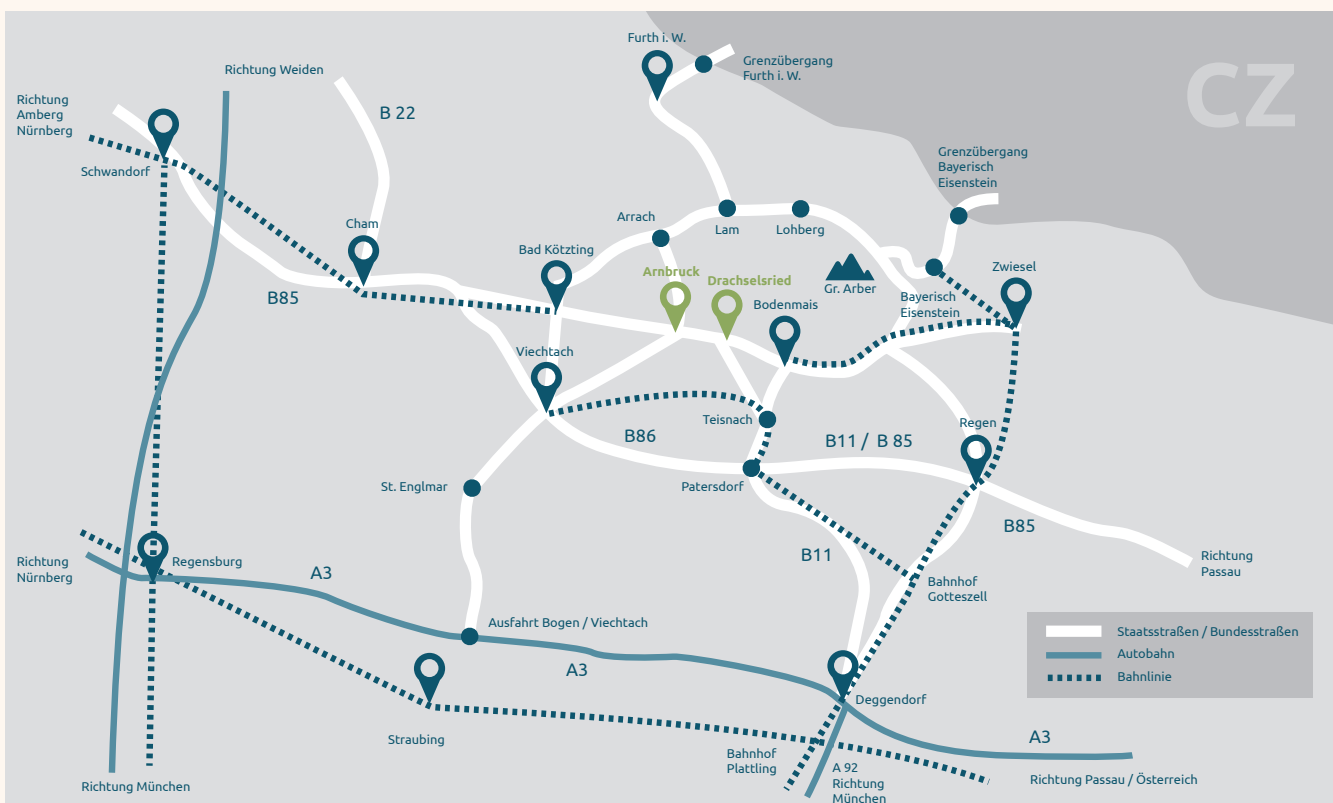 Furth i. W.
Grenzübergang
Furth i. W.
CZ
Richtung Weiden
Richtung
Amberg
Nürnberg
B 22
Schwandorf
Grenzübergang
Bayerisch
Eisenstein
Cham
Arrach
Lam
Lohberg
Bad Kötzting
Arnbruck
Drachselsried
Gr. Arber
Zwiesel
B85
Bodenmais
Bayerisch
Eisenstein
Viechtach
Teisnach
Regen
B86
B11 / B 85
St. Englmar
Patersdorf
B85
Richtung
Nürnberg
Regensburg
A3
B11
Richtung
Passau
Bahnhof
Gotteszell
Ausfahrt Bogen / Viechtach
A3
Staatsstraßen / Bundesstraßen
Autobahn
Bahnlinie
Deggendorf
Straubing
Bahnhof
Plattling
A3
A 92
Richtung
München
Richtung München
Richtung Passau / Österreich